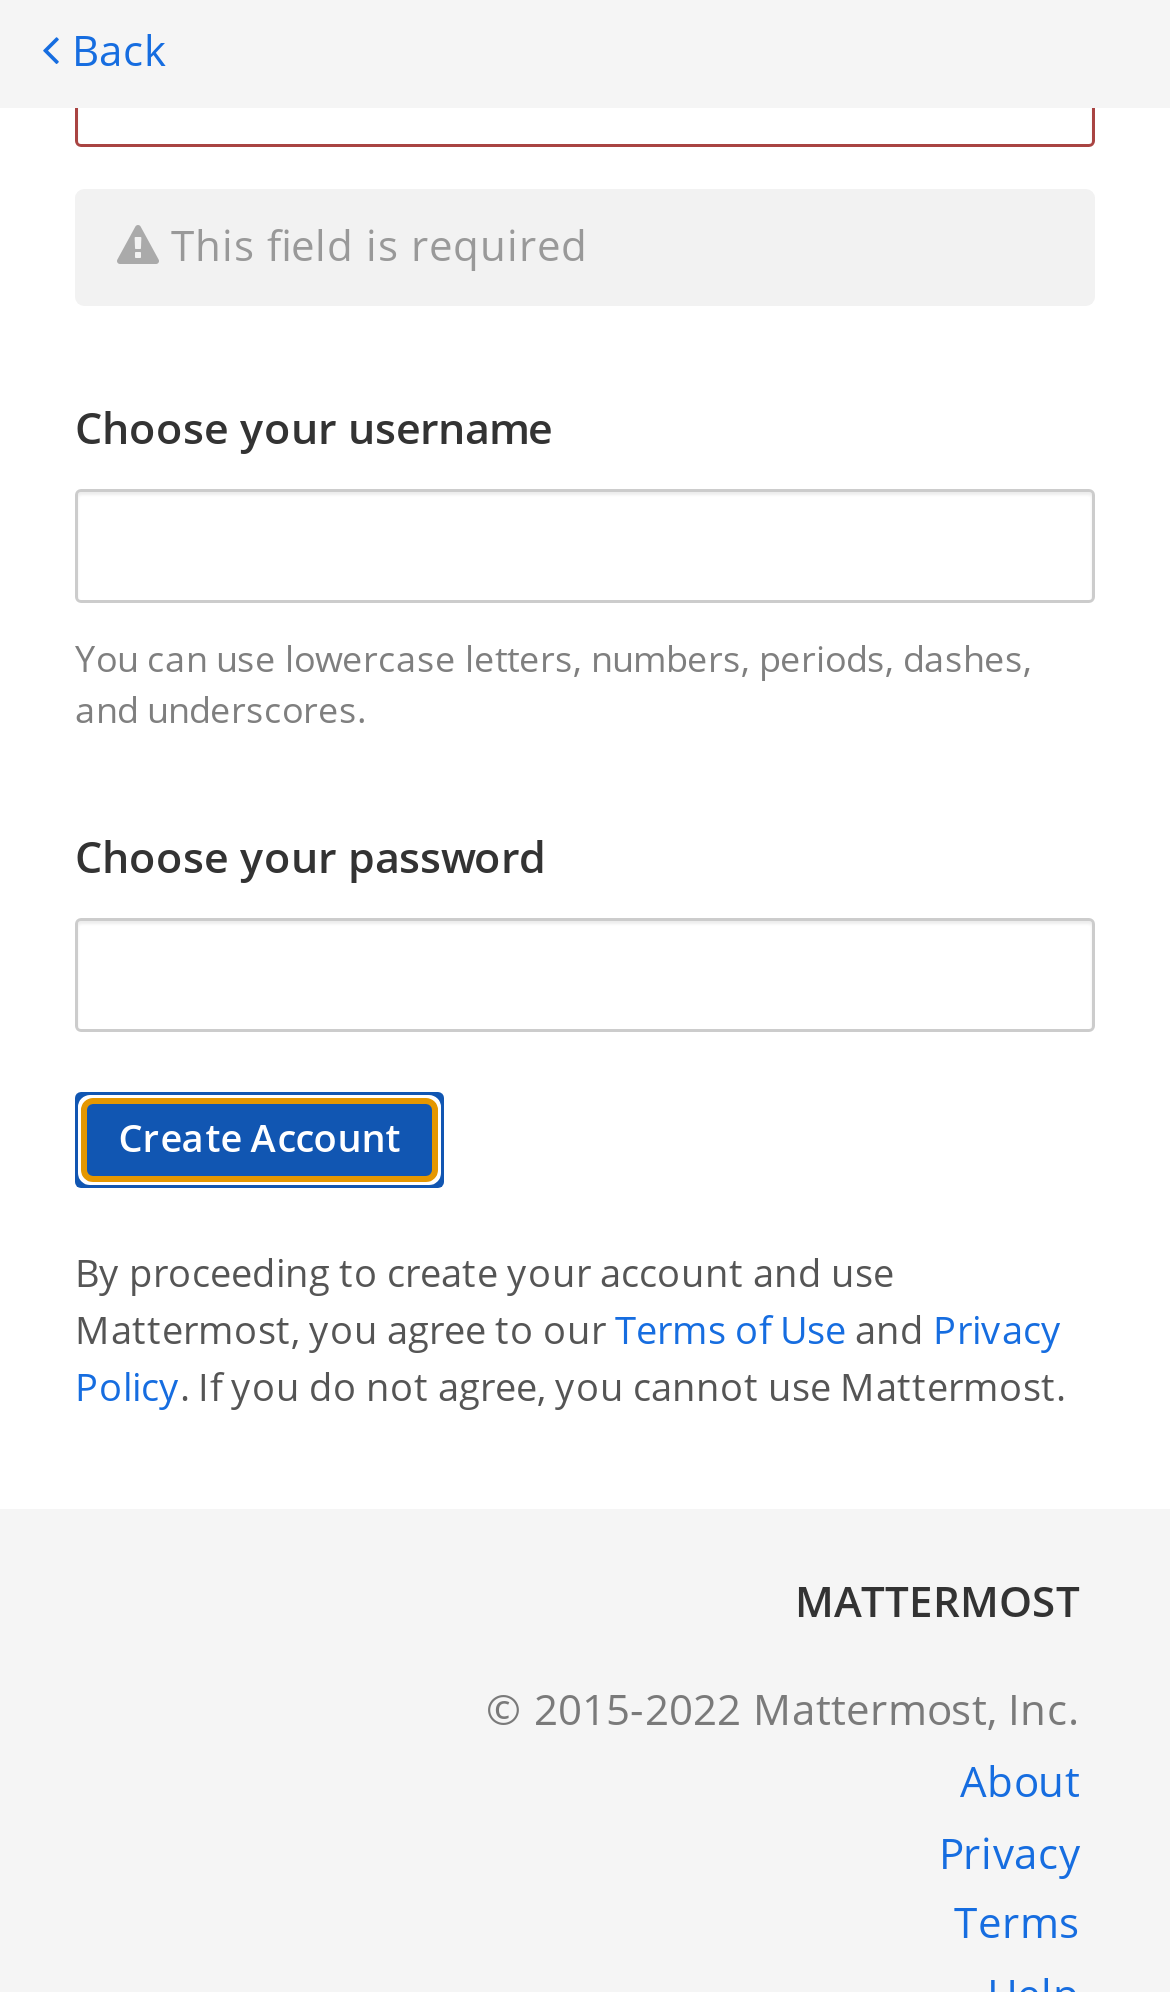 Back
This field is required
Choose your username
You can use lowercase letters, numbers, periods, dashes,
and underscores.
Choose your password
Create Account
By proceeding to create your account and use
Mattermost, you agree to our Terms of Use and Privacy
Policy. If you do not agree, you cannot use Mattermost.
MATTERMOST
© 2015-2022 Mattermost, Inc.
About
Privacy
Terms
Help